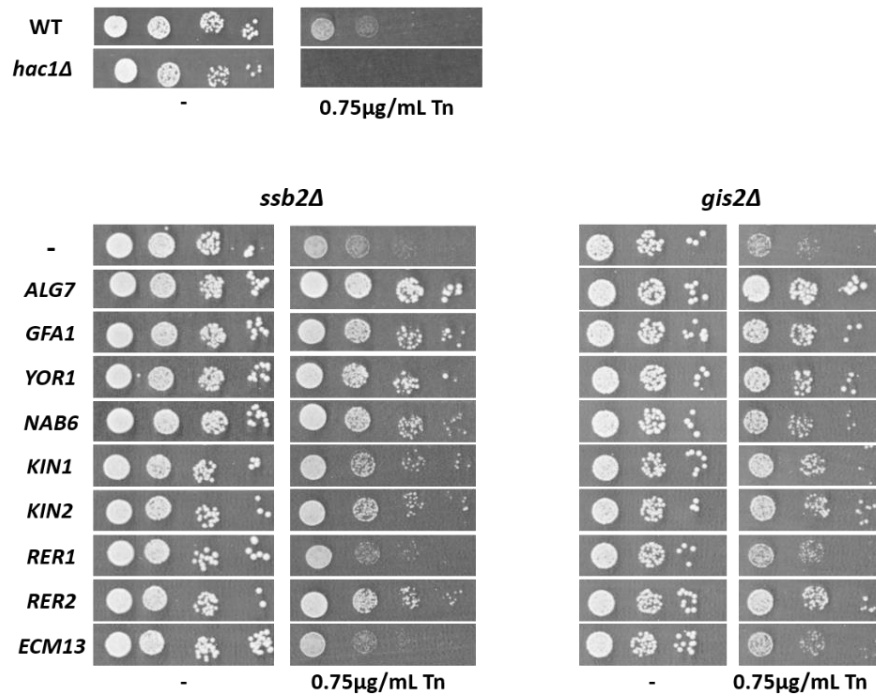 WT
hac1Δ
- 0.75µg/mL Tn
ssb2Δ gis2Δ
-
ALG7
GFA1
YOR1
NAB6
KIN1
KIN2
RER1
RER2
ECM13
- 0.75µg/mL Tn - 0.75µg/mL Tn